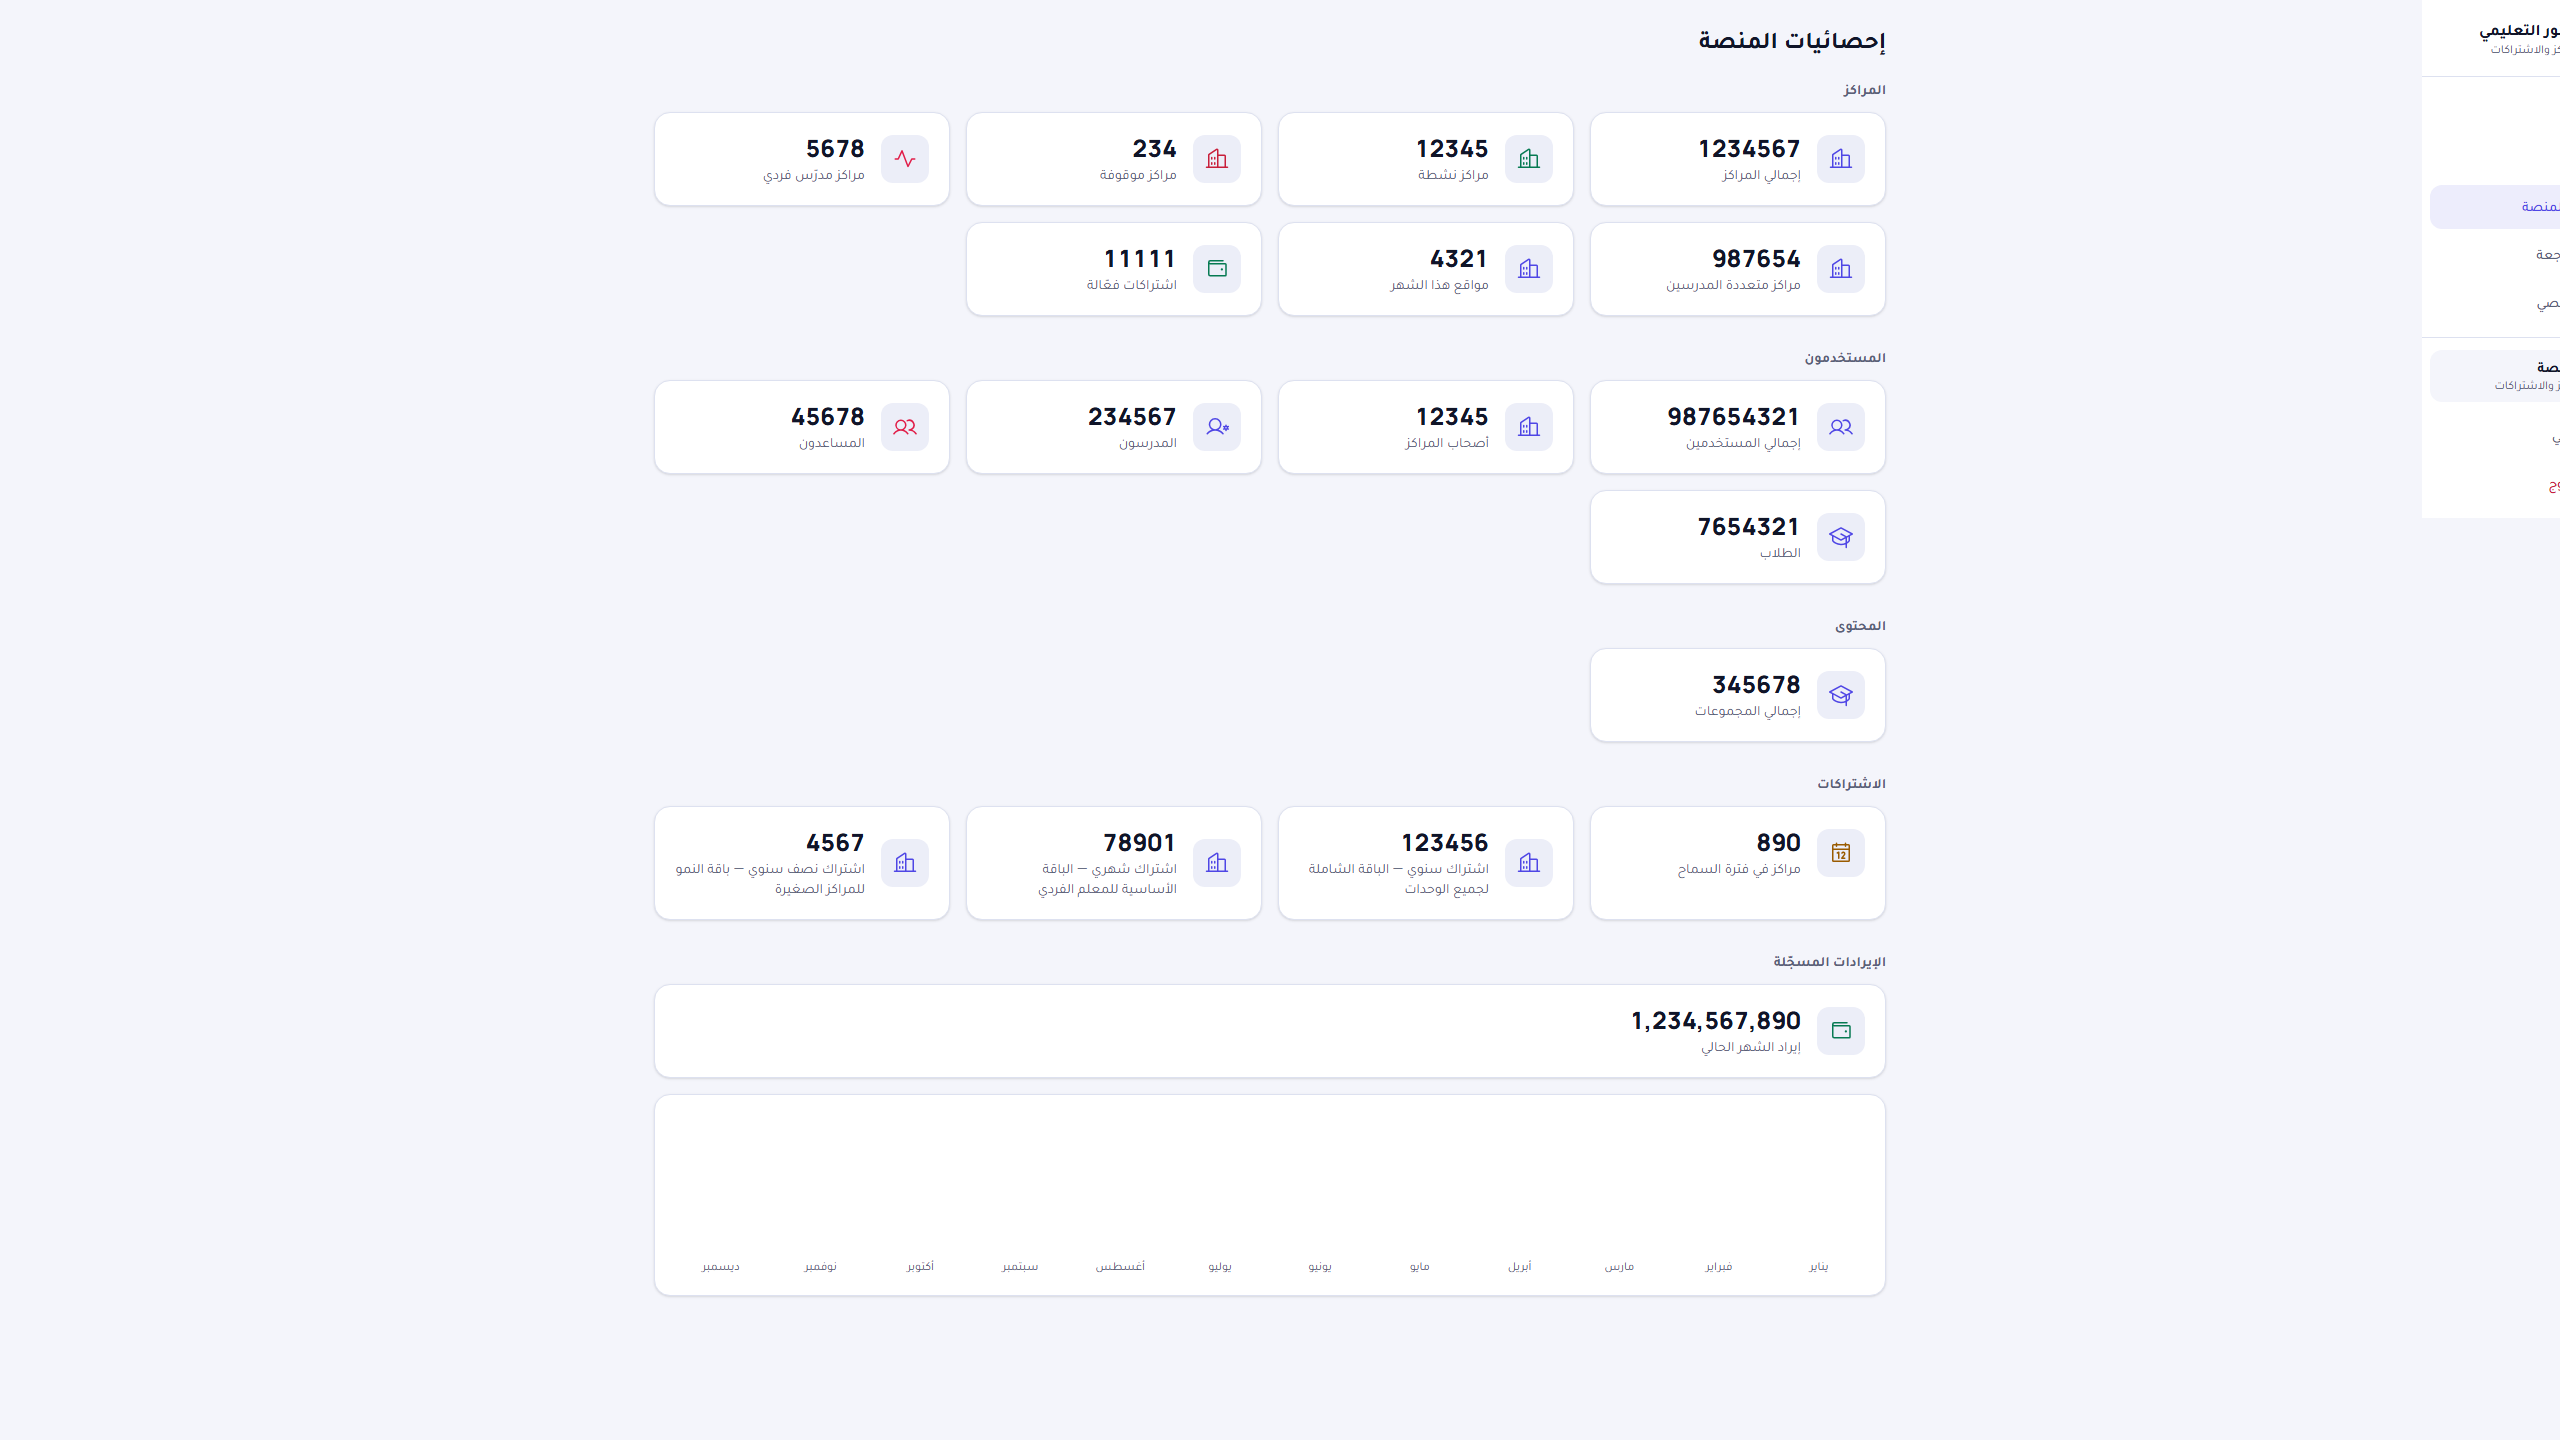 إحصائيات المنصة
المراكز
1234567
إجمالي المراكز
12345
مراكز نشطة
234
مراكز موقوفة
5678
مراكز مدرّس فردي
987654
مراكز متعددة المدرسين
4321
مواقع هذا الشهر
11111
اشتراكات فعّالة
المستخدمون
987654321
إجمالي المستخدمين
12345
أصحاب المراكز
234567
المدرسون
45678
المساعدون
7654321
الطلاب
المحتوى
345678
إجمالي المجموعات
الاشتراكات
890
مراكز في فترة السماح
123456
اشتراك سنوي – الباقة الشاملة
لجميع الوحدات
78901
اشتراك شهري – الباقة
الأساسية للمعلم الفردي
4567
اشتراك نصف سنوي – باقة النمو
للمراكز الصغيرة
الإيرادات المسجّلة
1,234,567,890
إيراد الشهر الحالي
يناير
فبراير
مارس
أبريل
مايو
يونيو
يوليو
أغسطس
سبتمبر
أكتوبر
نوفمبر
ديسمبر
التعليمي
والاشتراكات
والاشتراكات